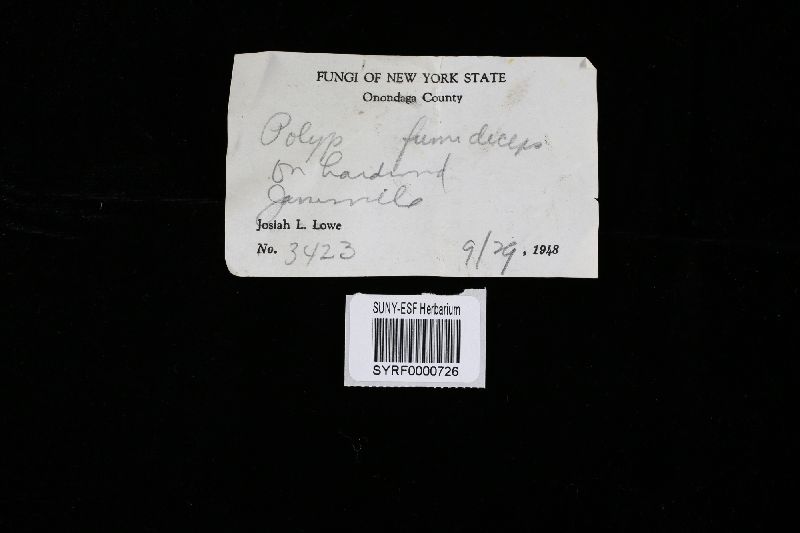 FUNGI OF NEW YORK STATE
Onondaga County
Polyp fumidiceps
on hardwood
Jamesville
Josiah L. Lowe
No. 3423 9/29, 1948
SUNY-ESF Herbarium
SYRF0000726